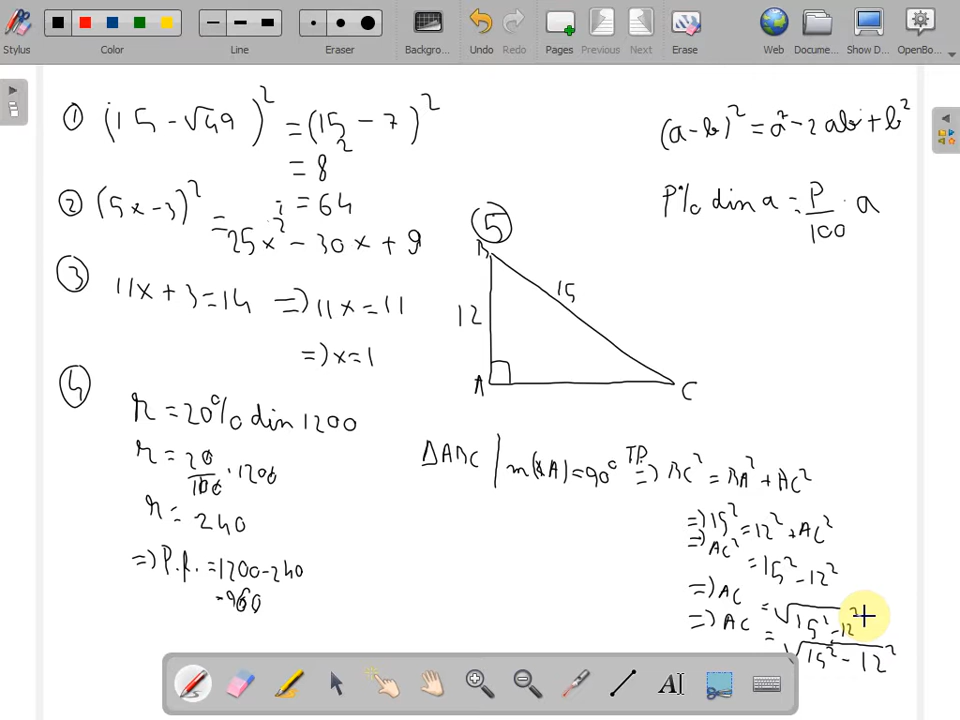 Stylus
Color
Line
Eraser
Backgro...
Undo
Redo
Pages
Previous
Next
Erase
Web
Docume...
Show D...
OpenBo...
① (15 - √49)² = (15 - 7)²
= 8²
= 64
(a-b)² = a² - 2ab + b²
② (5x - 3)² = 25x² - 30x + 9
P% din a = P/100 · a
③ 11x + 3 = 14 => 11x = 11
=> x = 1
④
r = 20% din 1200
r = 20/100 · 1200
r = 240
=> P.f. = 1200 - 240
= 960
⑤
B
12
15
A
C
ΔABC | m(∢A) = 90° T.P. => BC² = BA² + AC²
=> 15² = 12² + AC²
=> AC² = 15² - 12²
=> AC = √15² - 12²
=> AC = √15² - 12²